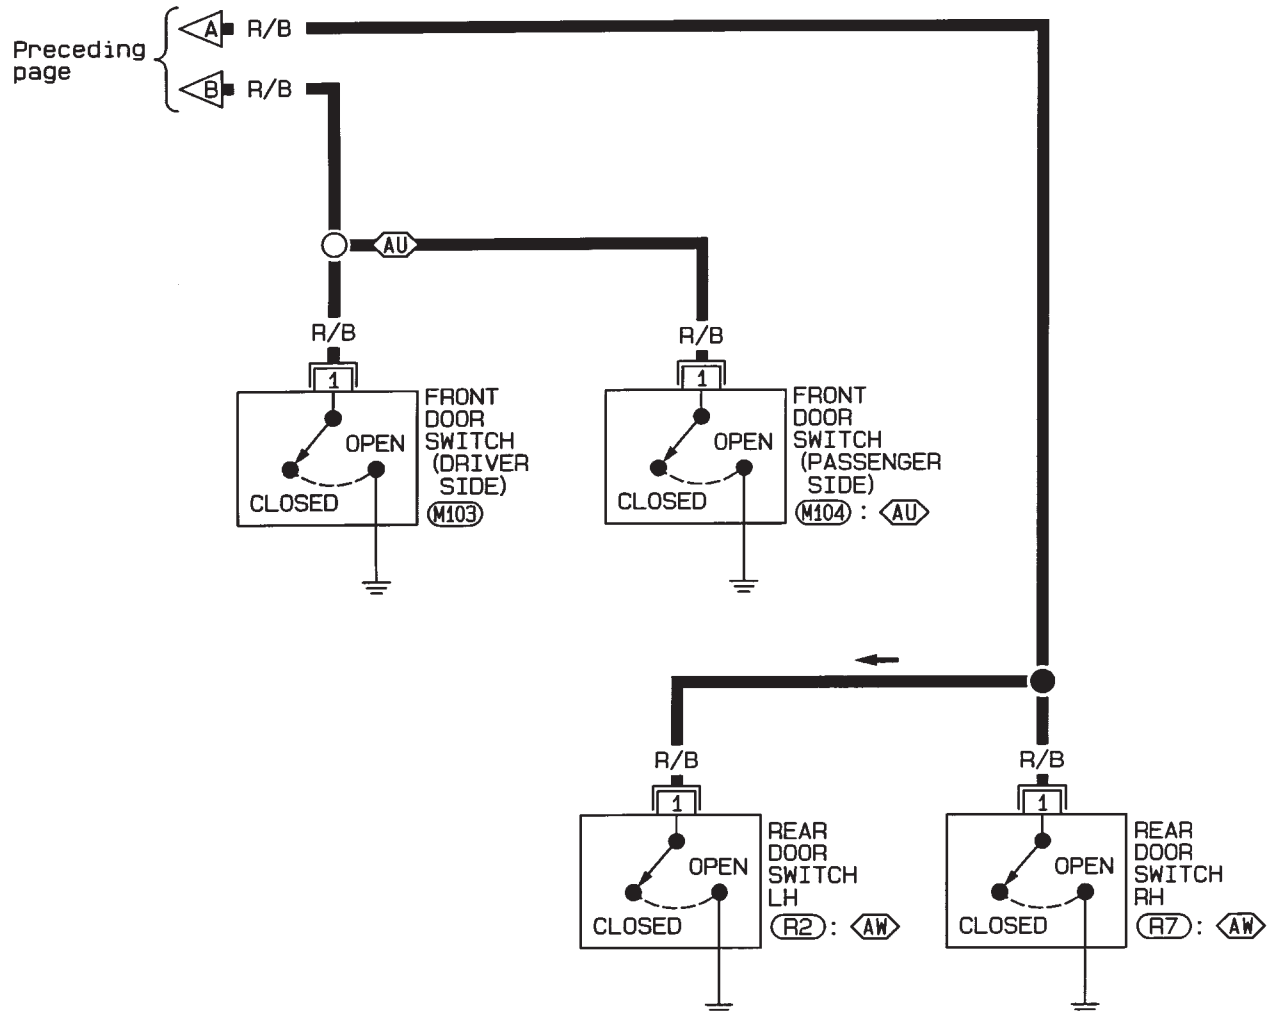 Preceding
page
A R/B
B R/B
AU
R/B
1
OPEN
CLOSED
FRONT
DOOR
SWITCH
(DRIVER
SIDE)
M103
R/B
1
OPEN
CLOSED
FRONT
DOOR
SWITCH
(PASSENGER
SIDE)
M104 : AU
R/B
1
OPEN
CLOSED
REAR
DOOR
SWITCH
LH
R2 : AW
R/B
1
OPEN
CLOSED
REAR
DOOR
SWITCH
RH
R7 : AW